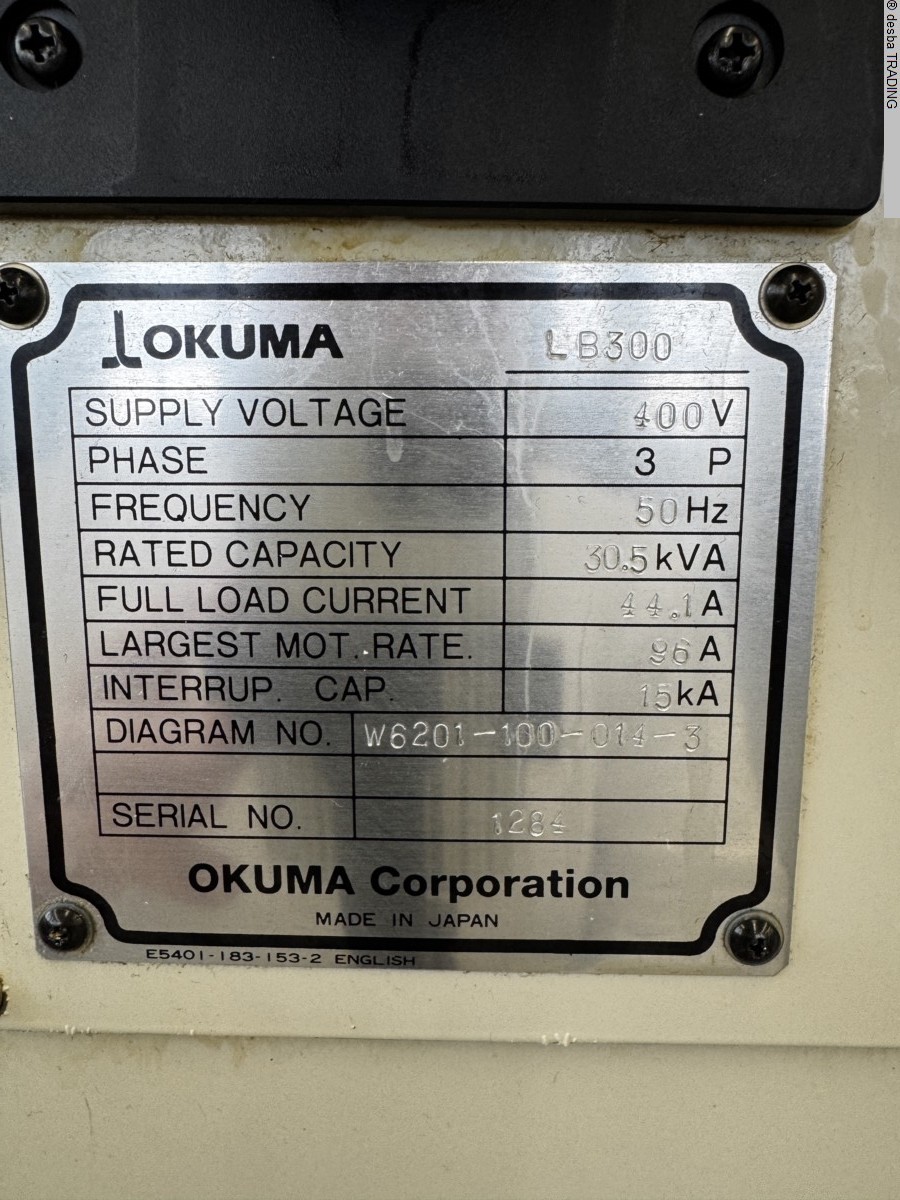 OKUMA LB300
SUPPLY VOLTAGE 400V
PHASE 3 P
FREQUENCY 50Hz
RATED CAPACITY 30.5kVA
FULL LOAD CURRENT 44.1A
LARGEST MOT. RATE. 96A
INTERRUP. CAP. 15kA
DIAGRAM NO. W6201-100-014-3
SERIAL NO. 1284
OKUMA Corporation
MADE IN JAPAN
E5401-183-153-2 ENGLISH
® desba TRADING